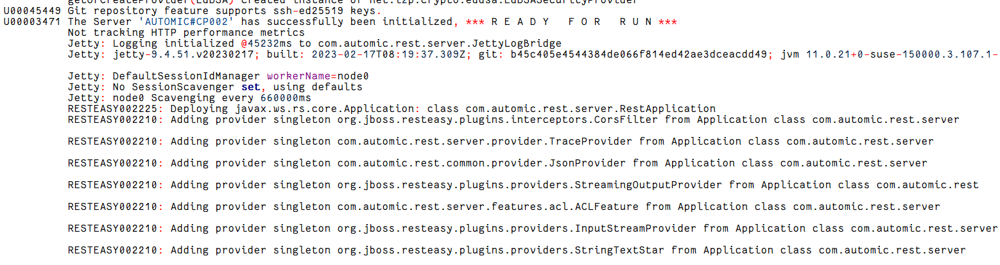 getOrCreateProvider(EdDSA) created instance of net.i2p.crypto.eddsa.EdDSASecurityProvider
U00045449 Git repository feature supports ssh-ed25519 keys.
U00003471 The Server 'AUTOMIC#CP002' has successfully been initialized, *** R E A D Y   F O R   R U N ***
Not tracking HTTP performance metrics
Jetty: Logging initialized @45232ms to com.automic.rest.server.JettyLogBridge
Jetty: jetty-9.4.51.v20230217; built: 2023-02-17T08:19:37.309Z; git: b45c405e4544384de066f814ed42ae3dceacdd49; jvm 11.0.21+0-suse-150000.3.107.1-
Jetty: DefaultSessionIdManager workerName=node0
Jetty: No SessionScavenger set, using defaults
Jetty: node0 Scavenging every 660000ms
RESTEASY002225: Deploying javax.ws.rs.core.Application: class com.automic.rest.server.RestApplication
RESTEASY002210: Adding provider singleton org.jboss.resteasy.plugins.interceptors.CorsFilter from Application class com.automic.rest.server
RESTEASY002210: Adding provider singleton com.automic.rest.server.provider.TraceProvider from Application class com.automic.rest.server
RESTEASY002210: Adding provider singleton com.automic.rest.common.provider.JsonProvider from Application class com.automic.rest.server
RESTEASY002210: Adding provider singleton org.jboss.resteasy.plugins.providers.StreamingOutputProvider from Application class com.automic.rest
RESTEASY002210: Adding provider singleton com.automic.rest.server.features.acl.ACLFeature from Application class com.automic.rest.server
RESTEASY002210: Adding provider singleton org.jboss.resteasy.plugins.providers.InputStreamProvider from Application class com.automic.rest.server
RESTEASY002210: Adding provider singleton org.jboss.resteasy.plugins.providers.StringTextStar from Application class com.automic.rest.server